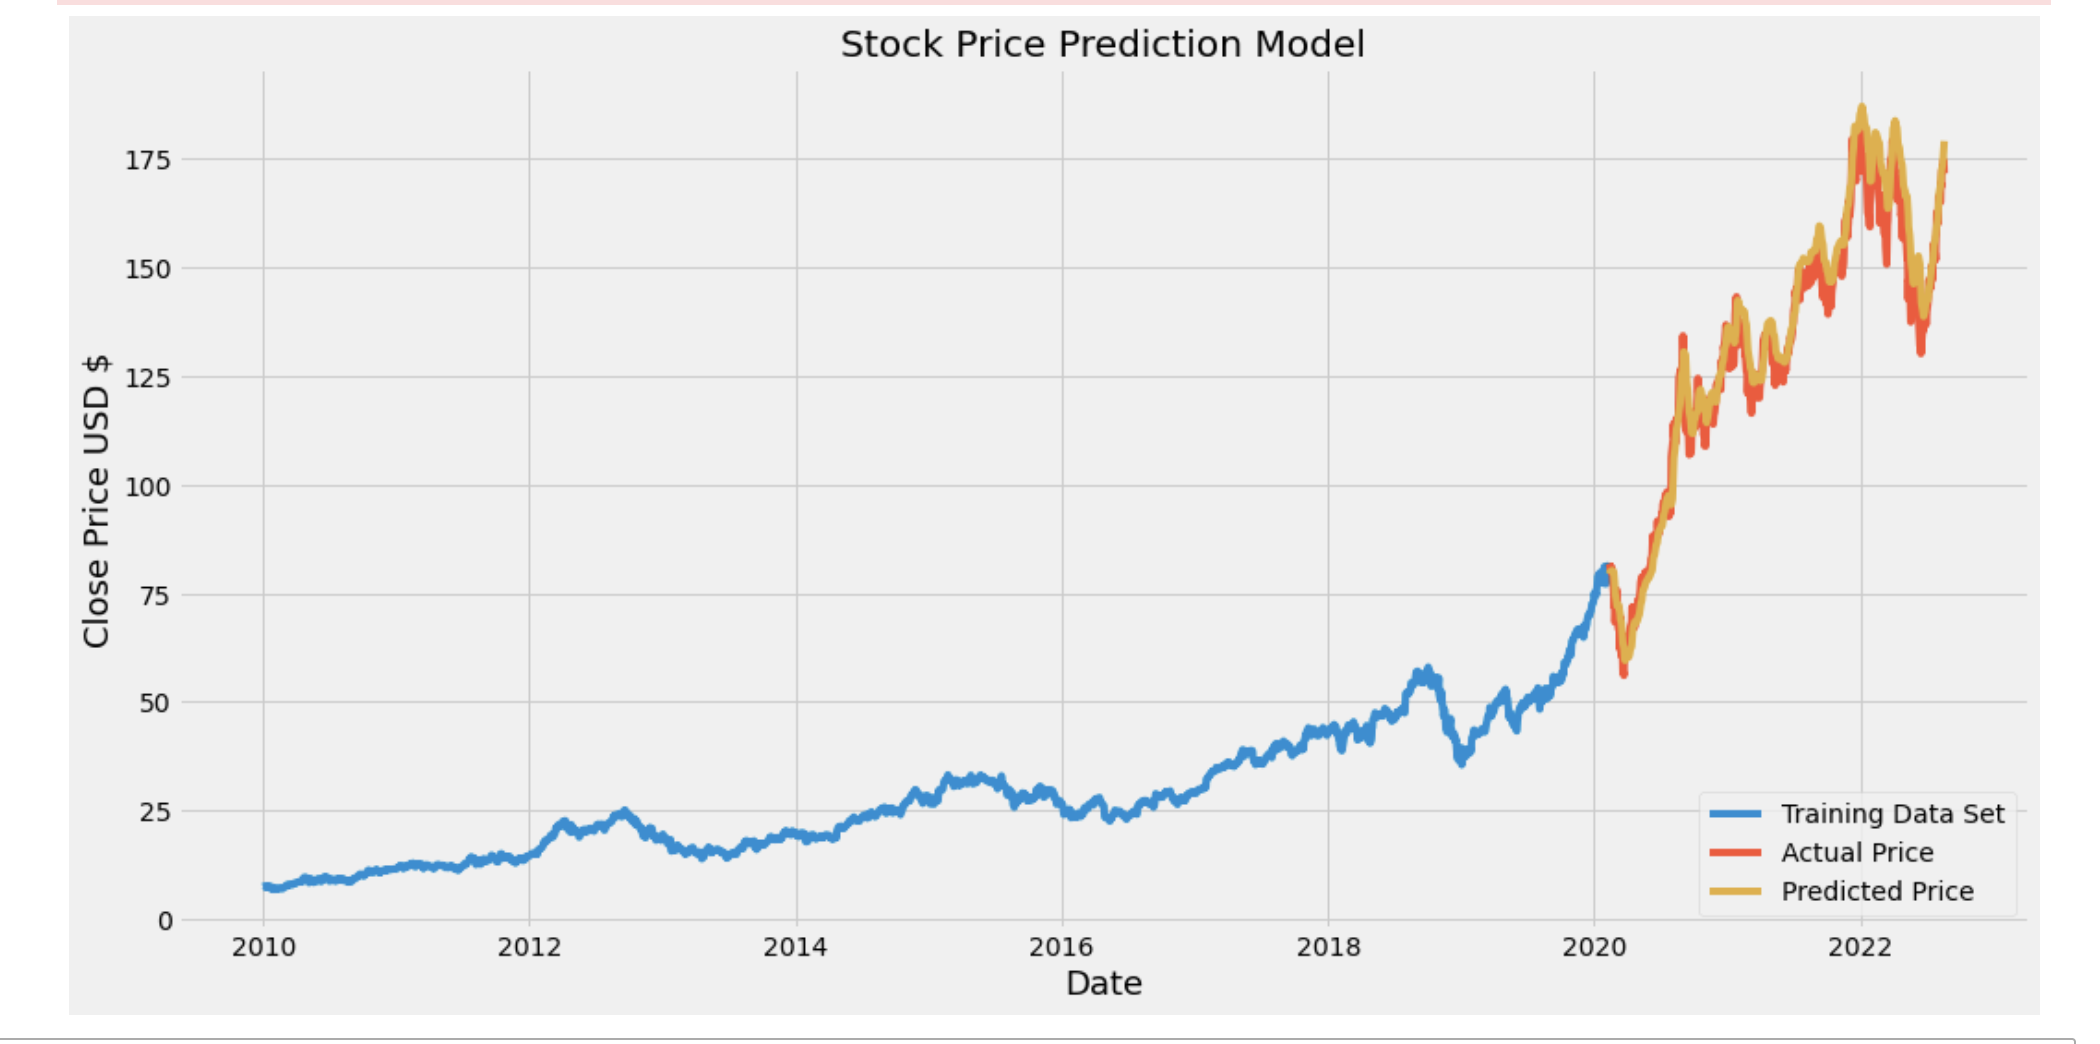 Stock Price Prediction Model
Close Price USD $
175
150
125
100
75
50
25
0
2010 2012 2014 2016 2018 2020 2022
Date
Training Data Set
Actual Price
Predicted Price